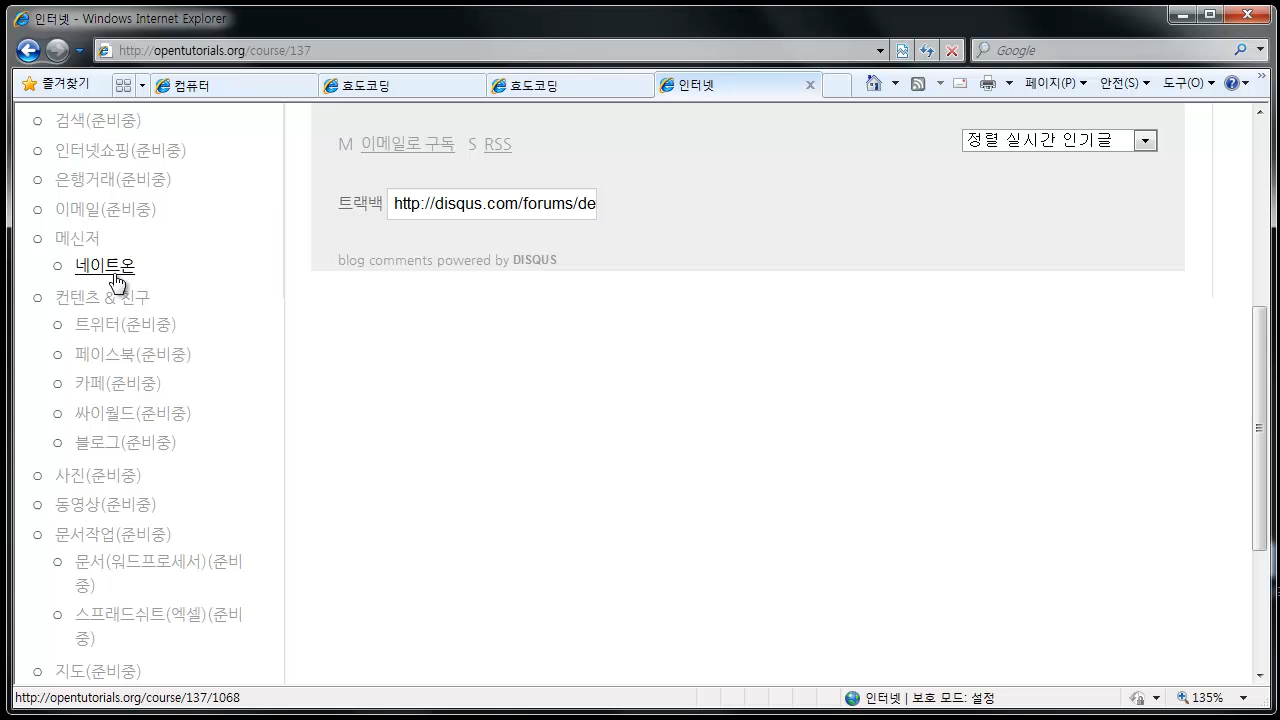 인터넷 - Windows Internet Explorer
http://opentutorials.org/course/137
Google
즐겨찾기
컴퓨터
효도코딩
효도코딩
인터넷
페이지(P)
안전(S)
도구(O)
검색(준비중)
인터넷쇼핑(준비중)
은행거래(준비중)
이메일(준비중)
메신저
네이트온
컨텐츠 & 친구
트위터(준비중)
페이스북(준비중)
카페(준비중)
싸이월드(준비중)
블로그(준비중)
사진(준비중)
동영상(준비중)
문서작업(준비중)
문서(워드프로세서)(준비
중)
스프래드쉬트(엑셀)(준비
중)
지도(준비중)
M 이메일로 구독 S RSS
정렬 실시간 인기글
트랙백 http://disqus.com/forums/de
blog comments powered by DISQUS
http://opentutorials.org/course/137/1068
인터넷 | 보호 모드: 설정
135%